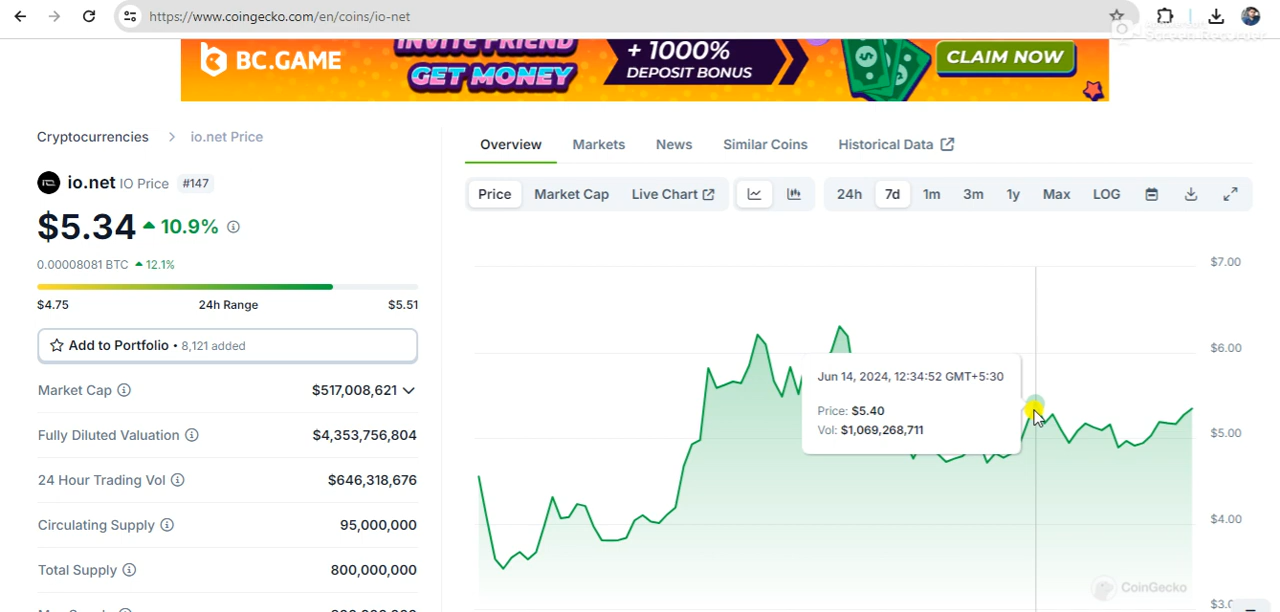 https://www.coingecko.com/en/coins/io-net
Screen Recorder
BC.GAME
INVITE FRIEND
GET MONEY
+ 1000%
DEPOSIT BONUS
CLAIM NOW
Cryptocurrencies > io.net Price
io.net IO Price #147
$5.34 10.9%
0.00008081 BTC 12.1%
$4.75 24h Range $5.51
Add to Portfolio • 8,121 added
Market Cap $517,008,621
Fully Diluted Valuation $4,353,756,804
24 Hour Trading Vol $646,318,676
Circulating Supply 95,000,000
Total Supply 800,000,000
Overview Markets News Similar Coins Historical Data
Price Market Cap Live Chart 24h 7d 1m 3m 1y Max LOG
$7.00
$6.00
$5.00
$4.00
Jun 14, 2024, 12:34:52 GMT+5:30
Price: $5.40
Vol: $1,069,268,711
CoinGecko